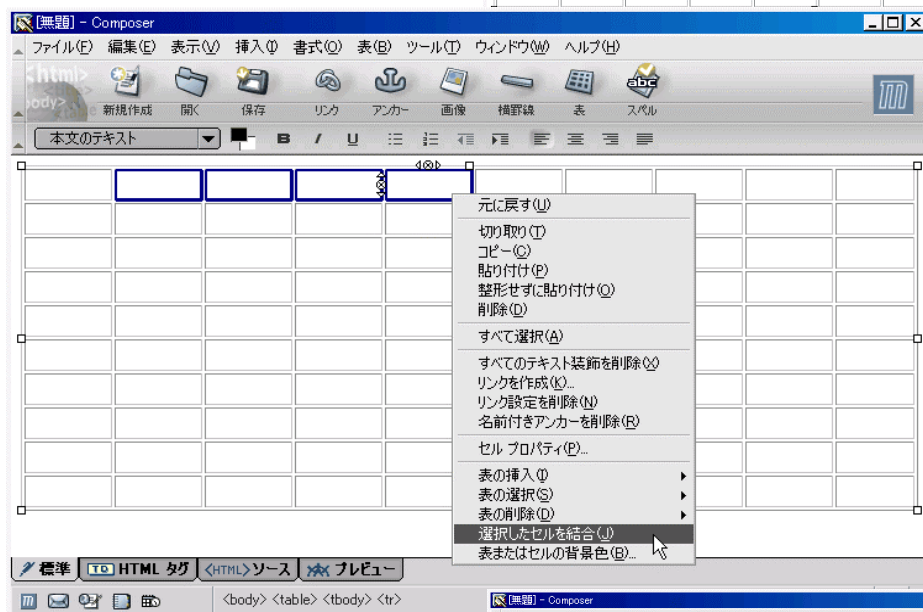 [無題] - Composer
ファイル(F) 編集(E) 表示(V) 挿入(I) 書式(O) 表(B) ツール(T) ウィンドウ(W) ヘルプ(H)
<html>
body>
新規作成 開く 保存 リンク アンカー 画像 横罫線 表 スペル
abc
本文のテキスト B I U
元に戻す(U)
切り取り(T)
コピー(C)
貼り付け(P)
整形せずに貼り付け(O)
削除(D)
すべて選択(A)
すべてのテキスト装飾を削除(X)
リンクを作成(K)...
リンク設定を削除(N)
名前付きアンカーを削除(R)
セル プロパティ(P)...
表の挿入(I)
表の選択(S)
表の削除(D)
選択したセルを結合(J)
表またはセルの背景色(B)...
標準 TD HTML タグ <HTML>ソース プレビュー
<body> <table> <tbody> <tr>
[無題] - Composer